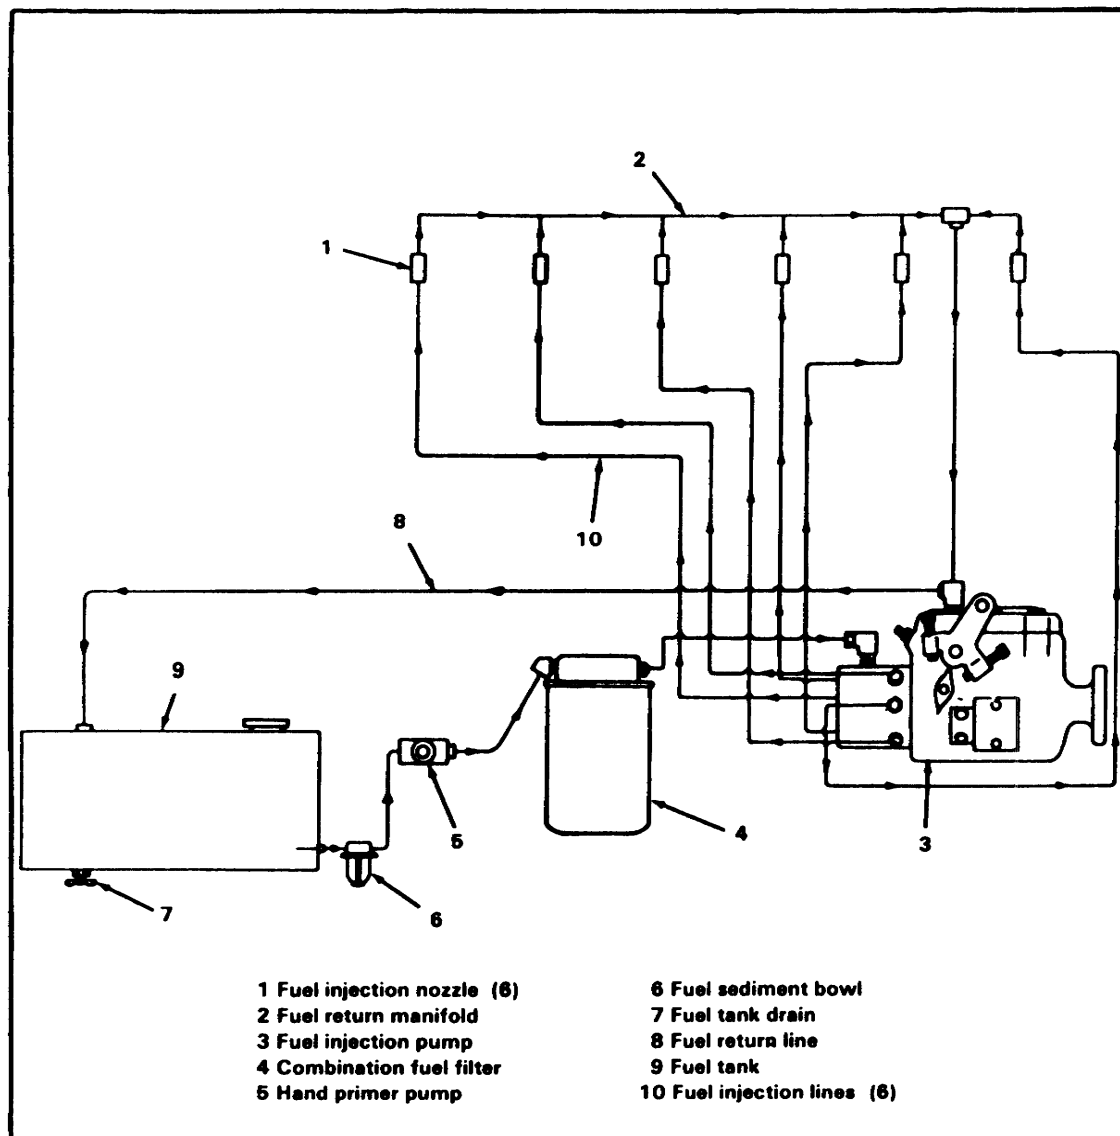 2
1
10
8
9
5
4
3
6
7
1 Fuel injection nozzle (6)
2 Fuel return manifold
3 Fuel injection pump
4 Combination fuel filter
5 Hand primer pump
6 Fuel sediment bowl
7 Fuel tank drain
8 Fuel return line
9 Fuel tank
10 Fuel injection lines (6)